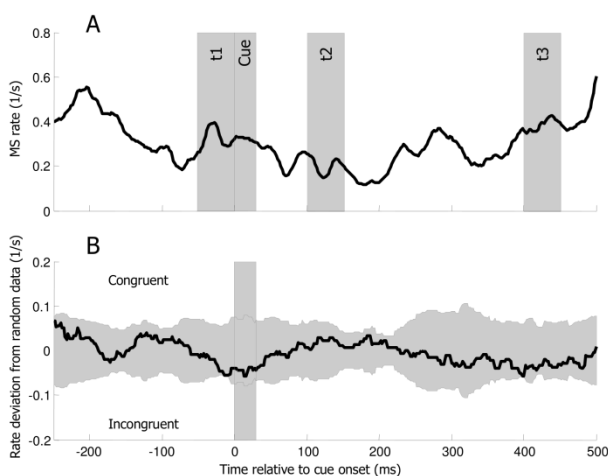 A
t1
Cue
t2
t3
0.8
0.6
0.4
0.2
0
MS rate (1/s)
B
0.2
0.1
0
-0.1
-0.2
Rate deviation from random data (1/s)
Congruent
Incongruent
-200 -100 0 100 200 300 400 500
Time relative to cue onset (ms)